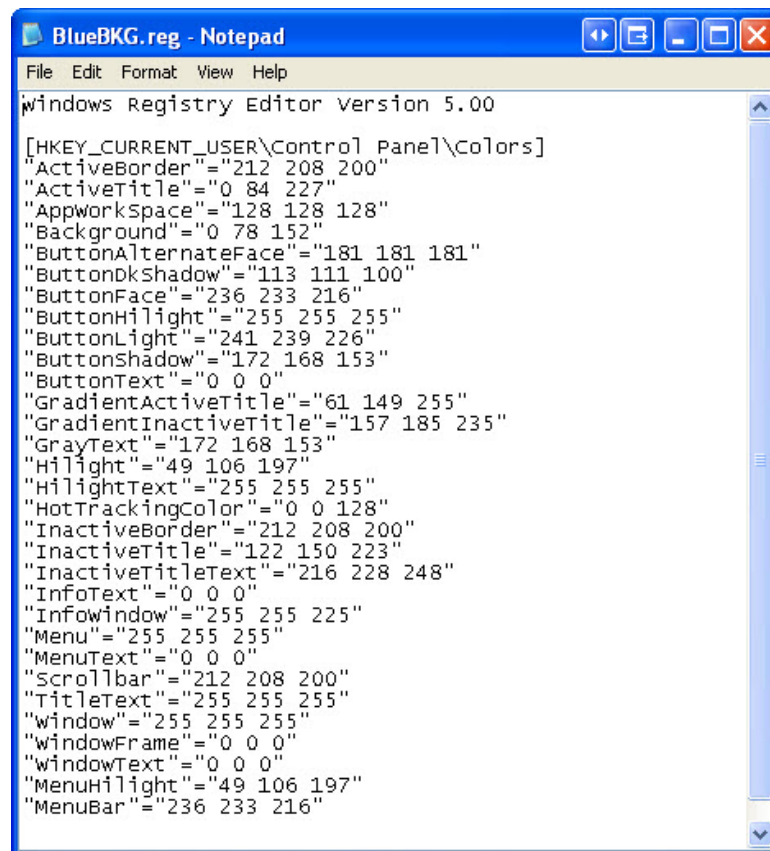 BlueBKG.reg - Notepad
File Edit Format View Help
Windows Registry Editor Version 5.00
[HKEY_CURRENT_USER\Control Panel\Colors]
"ActiveBorder"="212 208 200"
"ActiveTitle"="0 84 227"
"AppWorkSpace"="128 128 128"
"Background"="0 78 152"
"ButtonAlternateFace"="181 181 181"
"ButtonDkShadow"="113 111 100"
"ButtonFace"="236 233 216"
"ButtonHilight"="255 255 255"
"ButtonLight"="241 239 226"
"ButtonShadow"="172 168 153"
"ButtonText"="0 0 0"
"GradientActiveTitle"="61 149 255"
"GradientInactiveTitle"="157 185 235"
"GrayText"="172 168 153"
"Hilight"="49 106 197"
"HilightText"="255 255 255"
"HotTrackingColor"="0 0 128"
"InactiveBorder"="212 208 200"
"InactiveTitle"="122 150 223"
"InactiveTitleText"="216 228 248"
"InfoText"="0 0 0"
"InfoWindow"="255 255 225"
"Menu"="255 255 255"
"MenuText"="0 0 0"
"Scrollbar"="212 208 200"
"TitleText"="255 255 255"
"Window"="255 255 255"
"WindowFrame"="0 0 0"
"WindowText"="0 0 0"
"MenuHilight"="49 106 197"
"MenuBar"="236 233 216"